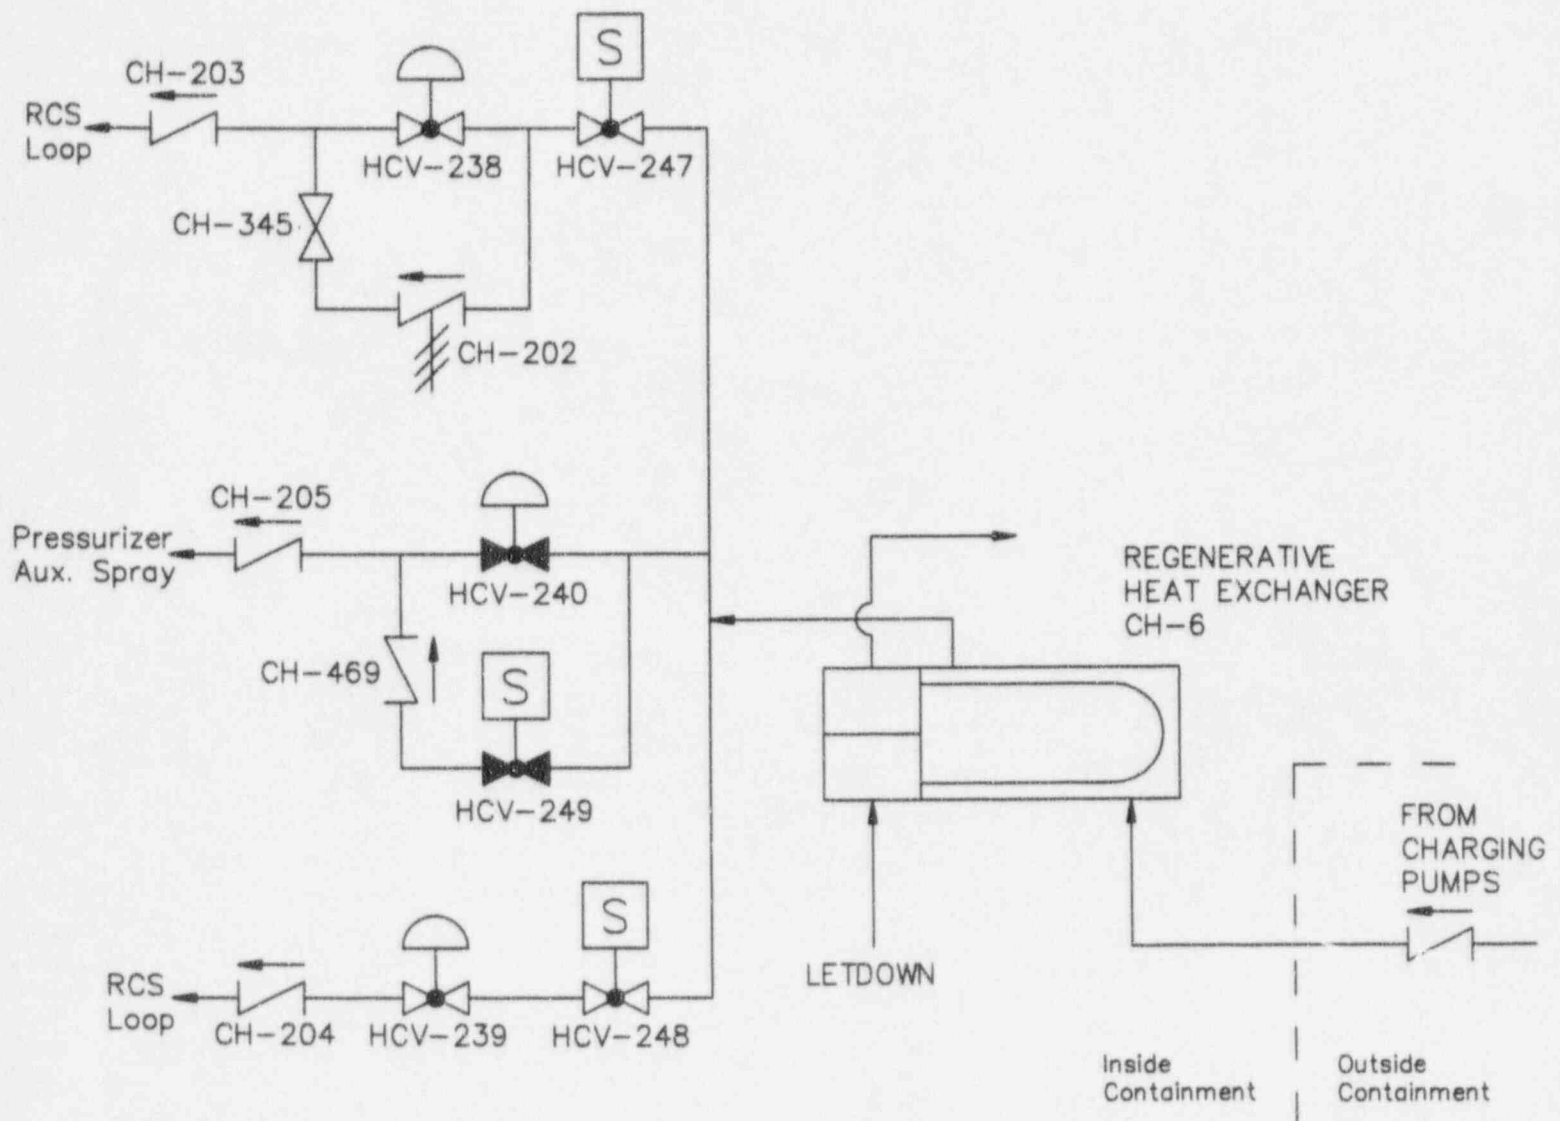 S
CH-203
RCS
Loop
HCV-238
HCV-247
CH-345
CH-202
CH-205
Pressurizer
Aux. Spray
HCV-240
REGENERATIVE
HEAT EXCHANGER
CH-6
CH-469
S
HCV-249
FROM
CHARGING
PUMPS
S
LETDOWN
RCS
Loop
CH-204
HCV-239
HCV-248
Inside
Containment
Outside
Containment